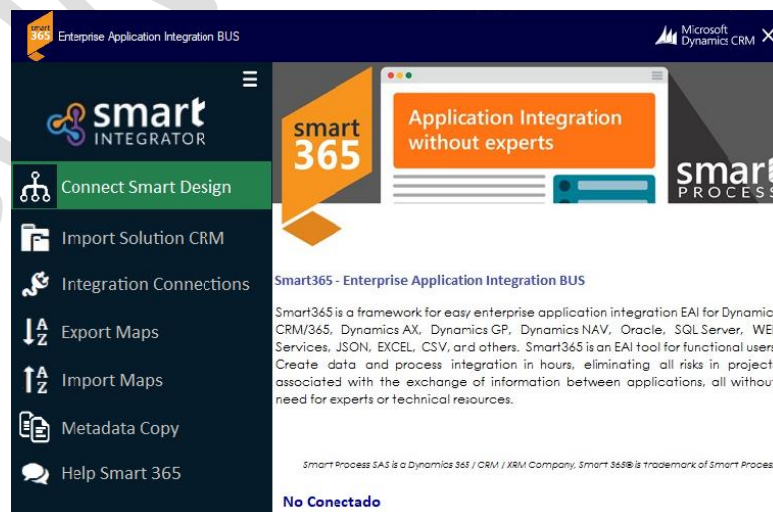 smart
365
Enterprise Application Integration BUS
Microsoft
Dynamics CRM
smart
INTEGRATOR
Connect Smart Design
Import Solution CRM
Integration Connections
Export Maps
Import Maps
Metadata Copy
Help Smart 365
smart
365
Application Integration
without experts
smart
PROCESS
Smart365 - Enterprise Application Integration BUS
Smart365 is a framework for easy enterprise application integration EAI for Dynamic
CRM/365, Dynamics AX, Dynamics GP, Dynamics NAV, Oracle, SQL Server, WE
Services, JSON, EXCEL, CSV, and others. Smart365 is an EAI tool for functional users
Create data and process integration in hours, eliminating all risks in project
associated with the exchange of information between applications, all without
need for experts or technical resources.
Smart Process SAS is a Dynamics 365 / CRM / XRM Company, Smart 365® is trademark of Smart Proces
No Conectado